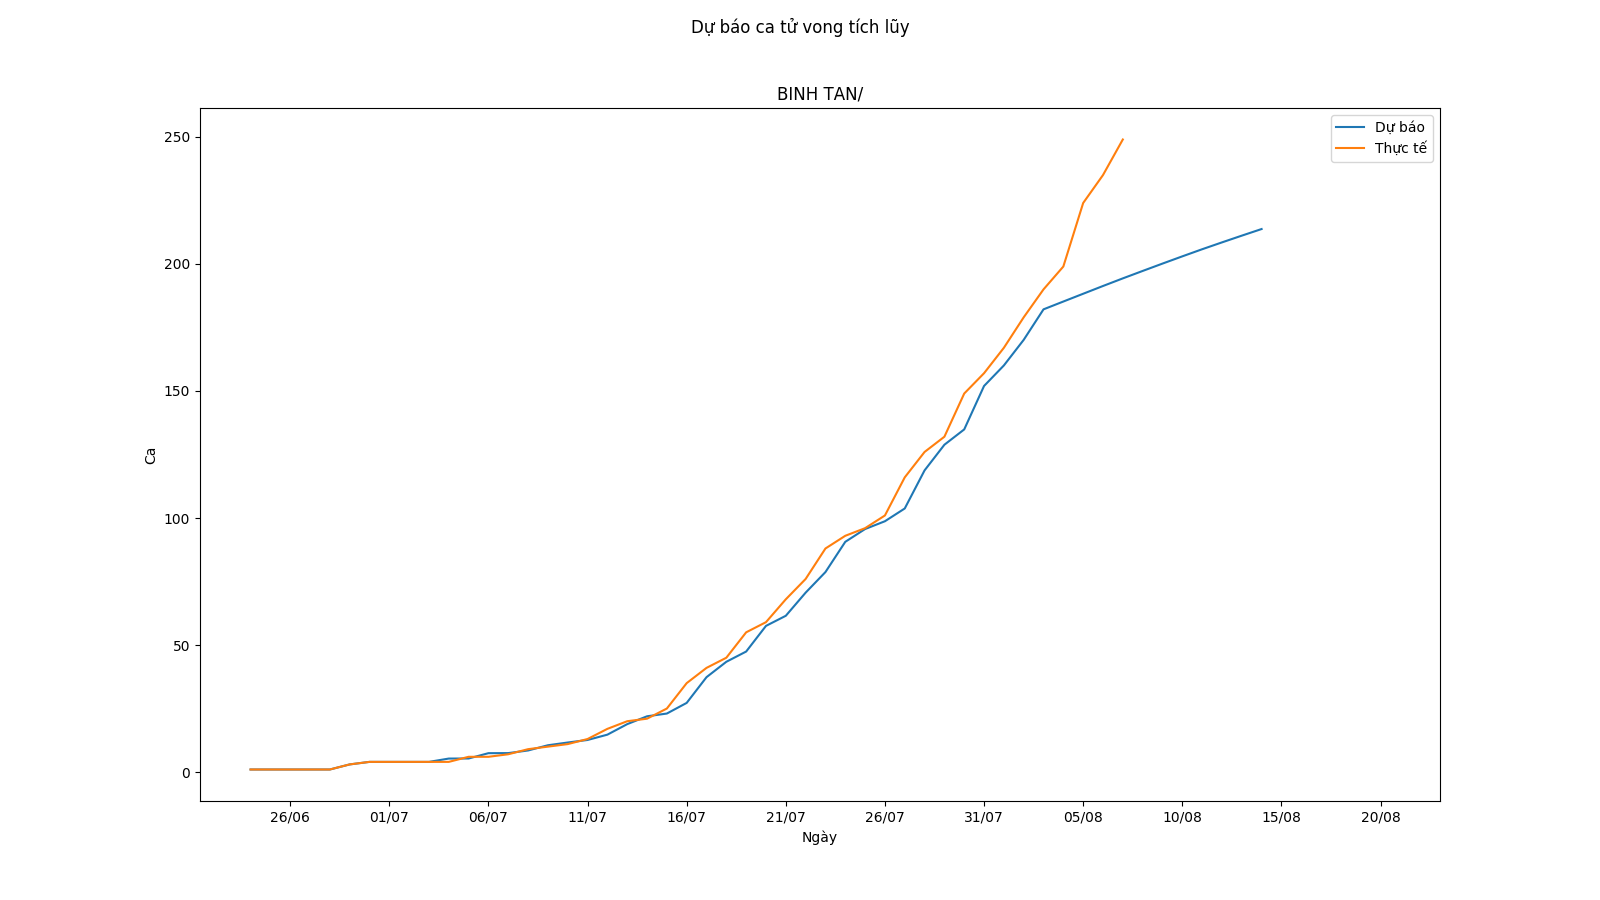 Dự báo ca tử vong tích lũy
BINH TAN/
Dự báo
Thực tế
250
200
150
100
50
0
Ca
26/06 01/07 06/07 11/07 16/07 21/07 26/07 31/07 05/08 10/08 15/08 20/08
Ngày